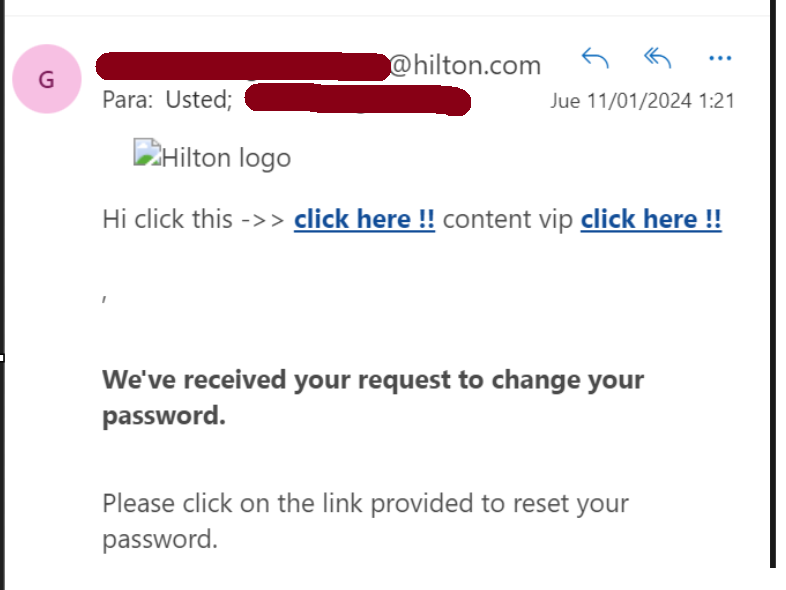 G
@hilton.com
Para: Usted;
Jue 11/01/2024 1:21
Hilton logo
Hi click this ->> click here !! content vip click here !!
,
We've received your request to change your
password.
Please click on the link provided to reset your
password.